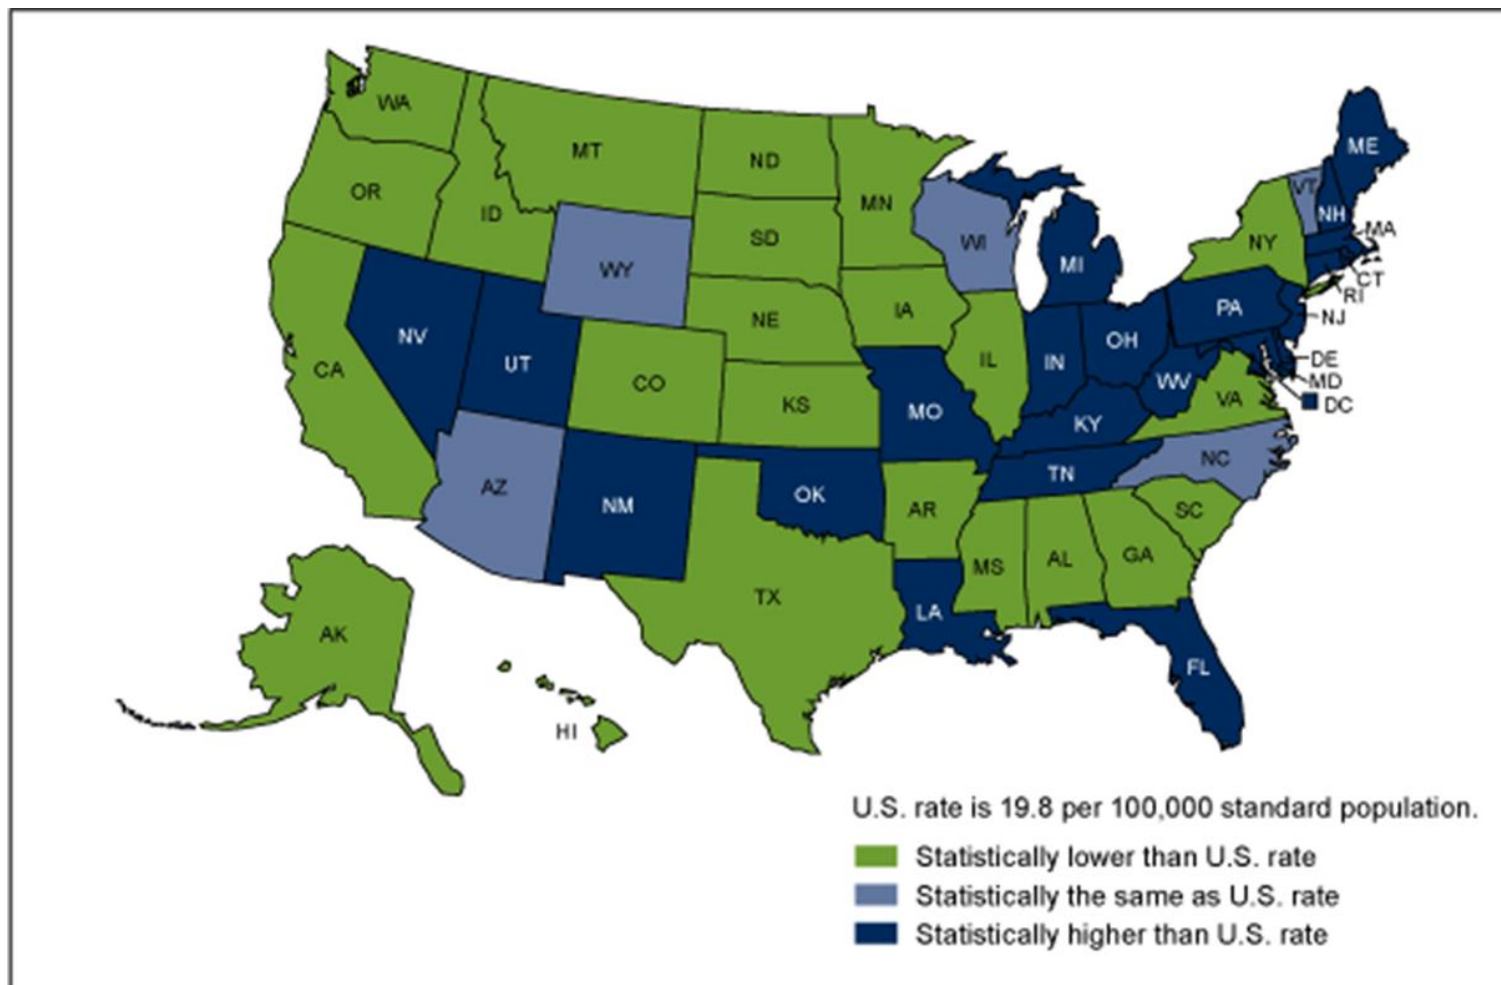 WA
MT
ND
MN
ME
OR
ID
SD
WI
VT
NH
MA
NY
MI
WY
CT
RI
NE
IA
PA
NJ
NV
UT
CO
IL
IN
OH
DE
MD
DC
CA
KS
MO
WV
VA
KY
NC
AZ
NM
OK
AR
TN
SC
MS
AL
GA
TX
LA
AK
FL
HI
U.S. rate is 19.8 per 100,000 standard population.
Statistically lower than U.S. rate
Statistically the same as U.S. rate
Statistically higher than U.S. rate